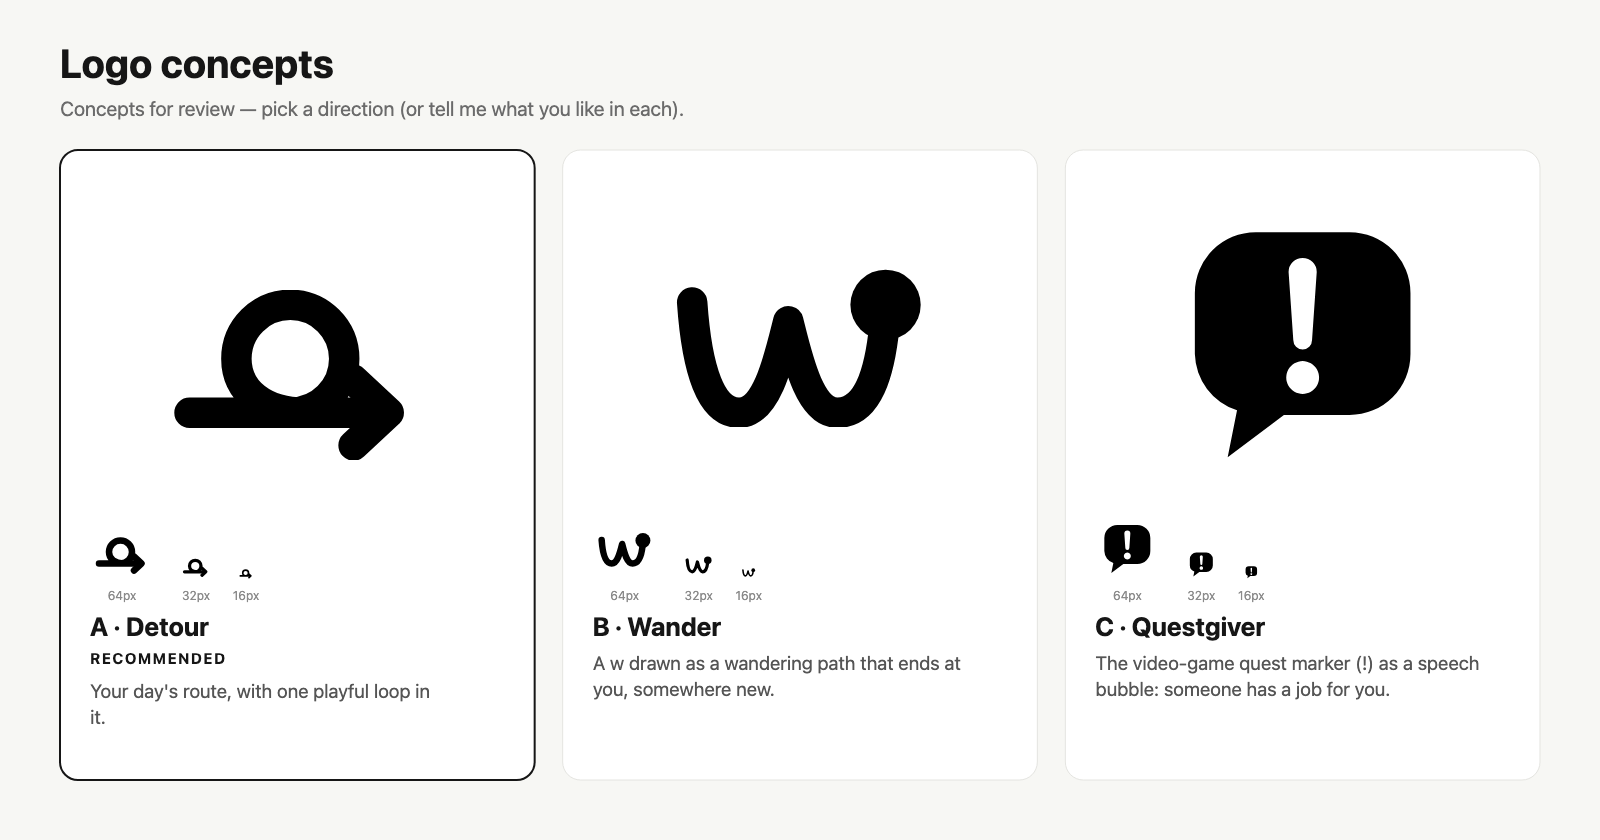 Logo concepts
Concepts for review — pick a direction (or tell me what you like in each).
64px 32px 16px
A · Detour
RECOMMENDED
Your day's route, with one playful loop in
it.
w
w w w
64px 32px 16px
B · Wander
A w drawn as a wandering path that ends at
you, somewhere new.
!
! ! !
64px 32px 16px
C · Questgiver
The video-game quest marker (!) as a speech
bubble: someone has a job for you.